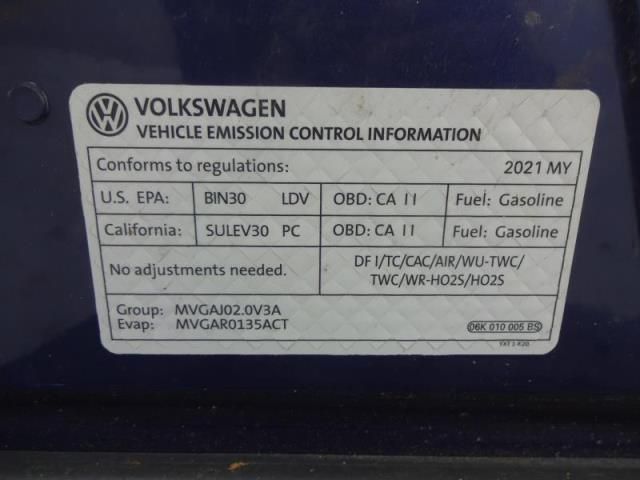 VOLKSWAGEN
VEHICLE EMISSION CONTROL INFORMATION
Conforms to regulations: 2021 MY
U.S. EPA: BIN30 LDV OBD: CA II Fuel: Gasoline
California: SULEV30 PC OBD: CA II Fuel: Gasoline
No adjustments needed. DFI/TC/CAC/AIR/WU-TWC/
TWC/WR-HO2S/HO2S
Group: MVGAJ02.0V3A
Evap: MVGAR0135ACT
06K 010 005 BS